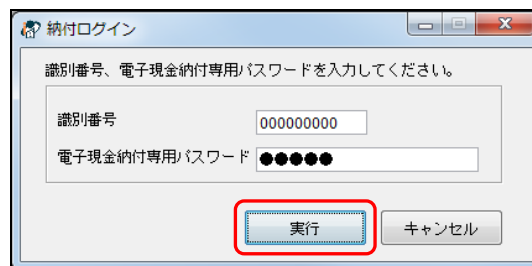 納付ログイン
識別番号、電子現金納付専用パスワードを入力してください。
識別番号 000000000
電子現金納付専用パスワード ●●●●●
実行 キャンセル